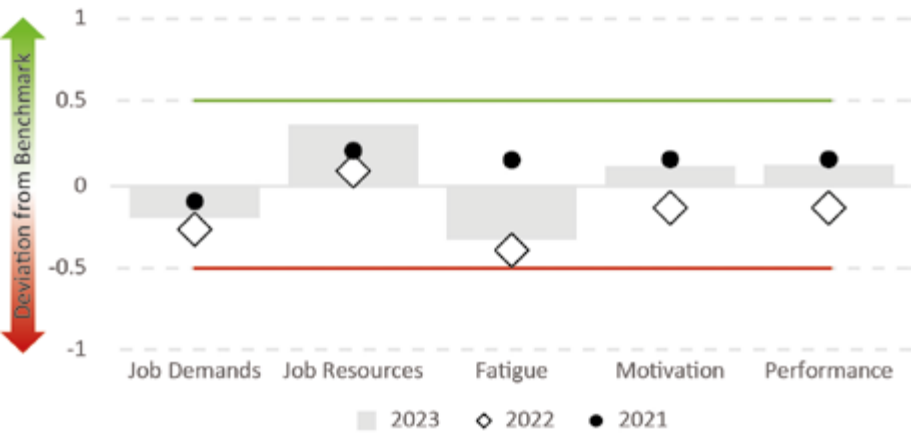 Deviation from Benchmark
1
0.5
0
-0.5
-1
Job Demands Job Resources Fatigue Motivation Performance
2023 2022 2021